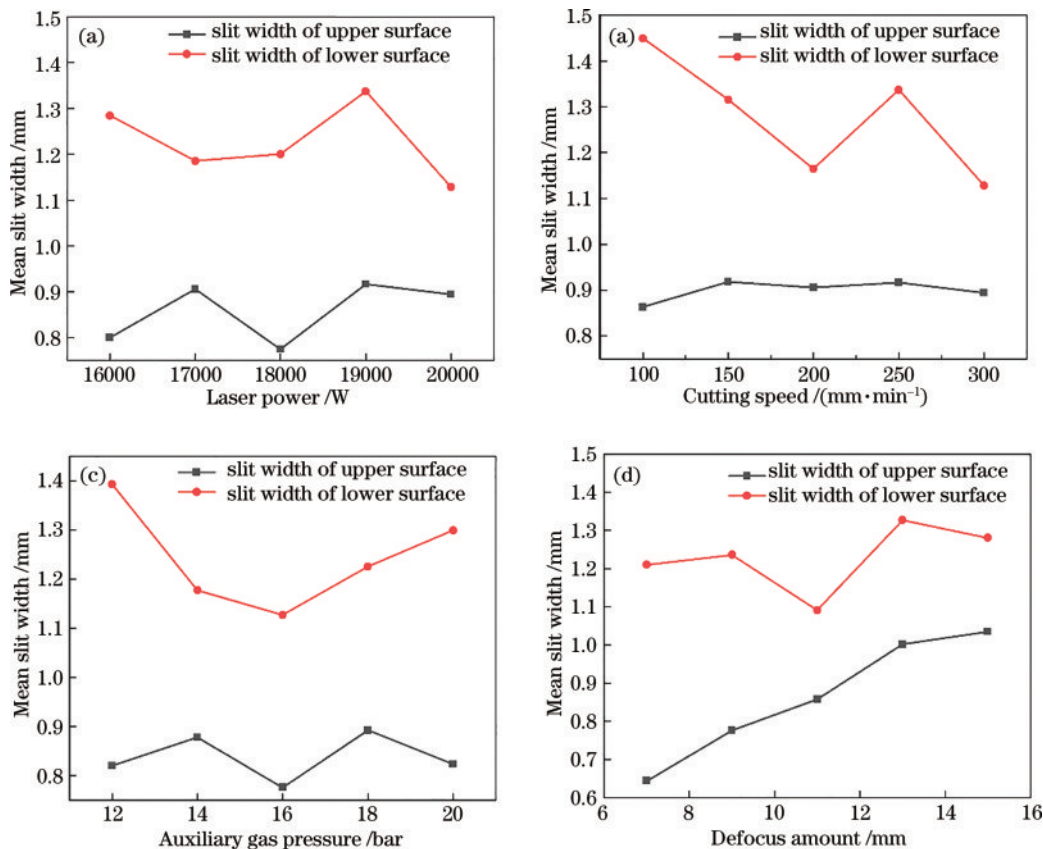 (a)
slit width of upper surface
slit width of lower surface
Mean slit width /mm
1.5
1.4
1.3
1.2
1.1
1.0
0.9
0.8
16000 17000 18000 19000 20000
Laser power /W
(a)
slit width of upper surface
slit width of lower surface
Mean slit width /mm
1.5
1.4
1.3
1.2
1.1
1.0
0.9
0.8
100 150 200 250 300
Cutting speed /(mm·min⁻¹)
(c)
slit width of upper surface
slit width of lower surface
Mean slit width /mm
1.4
1.3
1.2
1.1
1.0
0.9
0.8
12 14 16 18 20
Auxiliary gas pressure /bar
(d)
slit width of upper surface
slit width of lower surface
Mean slit width /mm
1.5
1.4
1.3
1.2
1.1
1.0
0.9
0.8
0.7
0.6
6 8 10 12 14 16
Defocus amount /mm